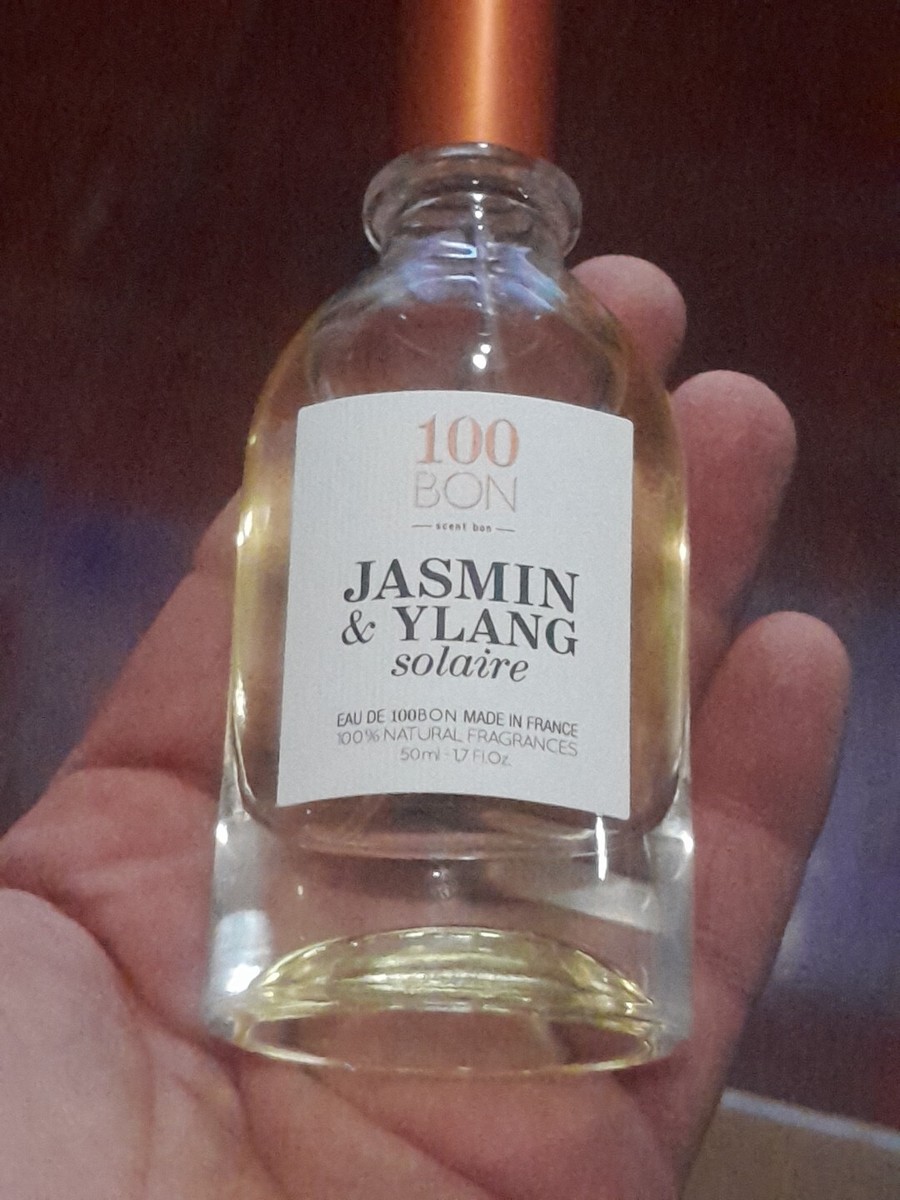 100
BON
scent bon
JASMIN
& YLANG
solaire
EAU DE 100BON MADE IN FRANCE
100% NATURAL FRAGRANCES
50ml - 1,7 Fl.Oz.